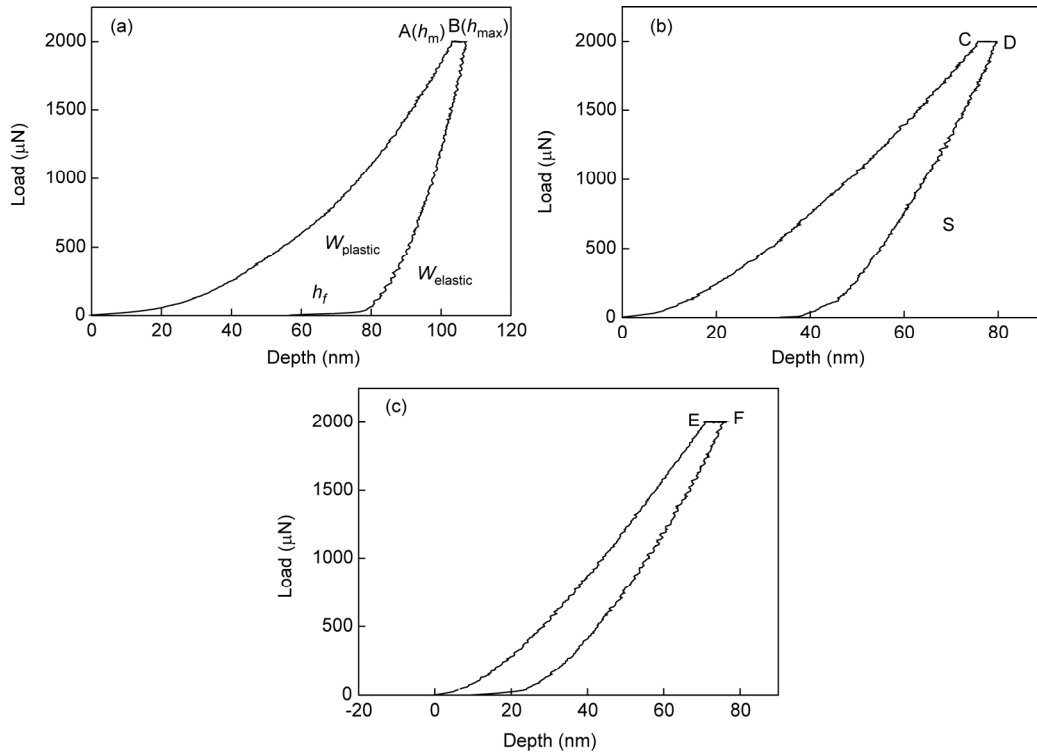 (a)
A(hm) B(hmax)
2000
1500
1000
500
0
Load (μN)
Wplastic
Welastic
hf
0 20 40 60 80 100 120
Depth (nm)
(b)
C D
2000
1500
1000
500
0
Load (μN)
S
0 20 40 60 80
Depth (nm)
(c)
E F
2000
1500
1000
500
0
Load (μN)
-20 0 20 40 60 80
Depth (nm)